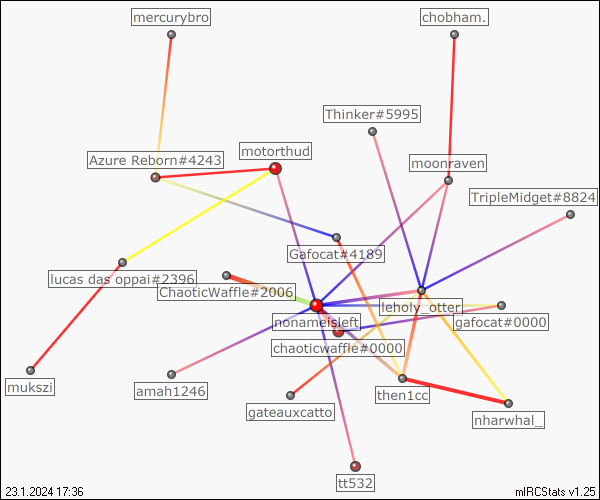 mercurybro
chobham.
Thinker#5995
motorthud
Azure Reborn#4243
moonraven
TripleMidget#8824
Gafocat#4189
lucas das oppai#2396
ChaoticWaffle#2006
leholy_otter
nonameisleft
gafocat#0000
chaoticwaffle#0000
mukszi
amah1246
then1cc
gateauxcatto
nharwhal_
tt532
23.1.2024 17:36
mIRCStats v1.25